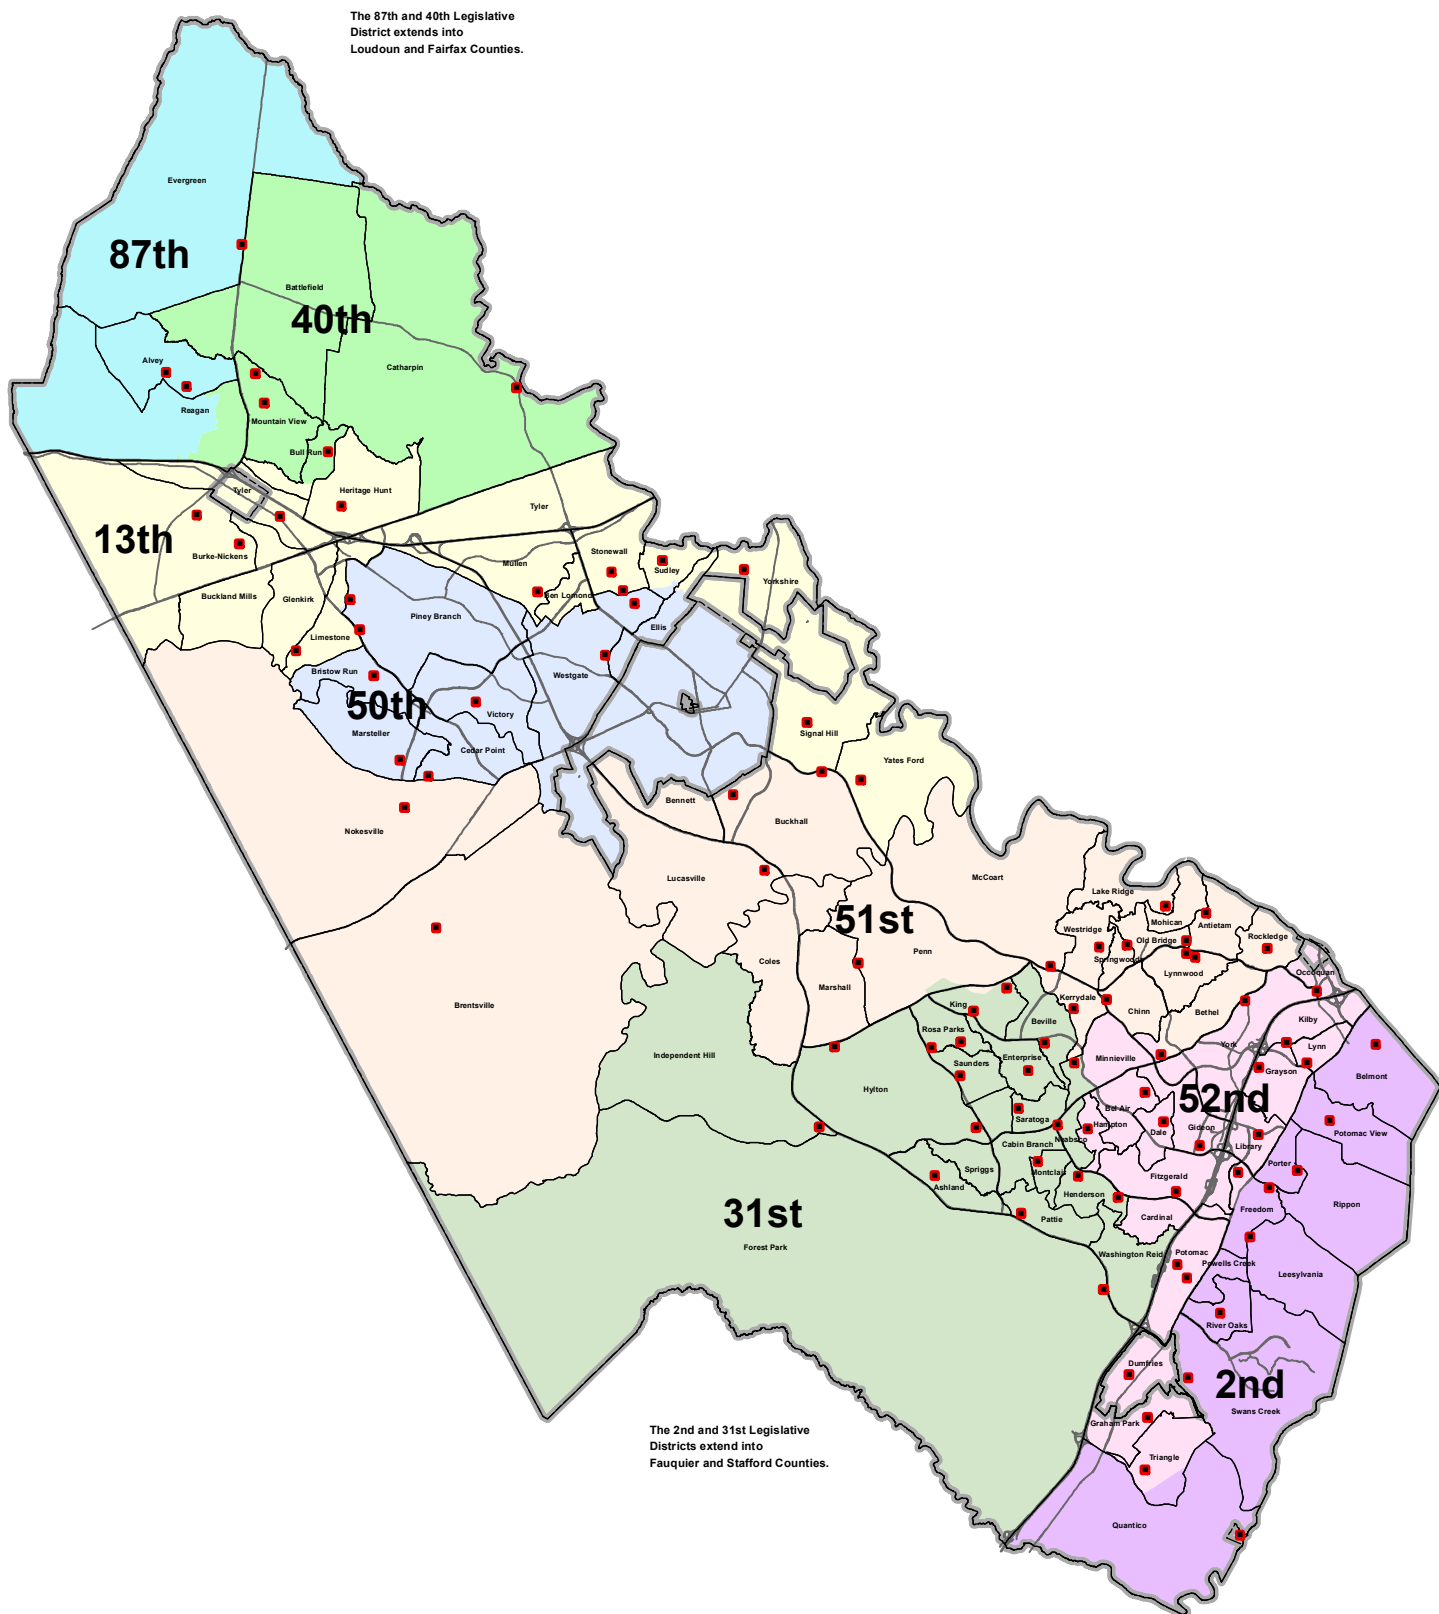 The 87th and 40th Legislative
District extends into
Loudoun and Fairfax Counties.
Evergreen
87th
Battlefield
40th
Alvey
Catharpin
Reagan
Mountain View
Bull Run
Tyler
Heritage Hunt
Tyler
13th
Burke-Nickens
Mullen
Stonewall
Sudley
Yorkshire
Buckland Mills
Glenkirk
Ben Lomond
Piney Branch
Ellis
Limestone
Bristow Run
Westgate
50th
Victory
Marsteller
Signal Hill
Cedar Point
Yates Ford
Bennett
Nokesville
Buckhall
Lucasville
McCoart
Lake Ridge
51st
Mohican
Antietam
Westridge
Old Bridge
Rockledge
Penn
Springwoods
Coles
Lynnwood
Occoquan
Marshall
Kerrydale
Brentsville
King
Chinn
Bethel
Beville
Kilby
Rosa Parks
York
Lynn
Independent Hill
Enterprise
Minnieville
Saunders
Grayson
Belmont
Hylton
52nd
Bel Air
Saratoga
Hampton
Dale
Gideon
Potomac View
Cabin Branch
Neabsco
Library
Spriggs
Montclair
Porter
Ashland
Fitzgerald
Henderson
Rippon
31st
Pattie
Cardinal
Freedom
Forest Park
Washington Reid
Potomac
Powells Creek
Leesylvania
River Oaks
Dumfries
2nd
Swans Creek
Graham Park
The 2nd and 31st Legislative
Districts extend into
Fauquier and Stafford Counties.
Triangle
Quantico